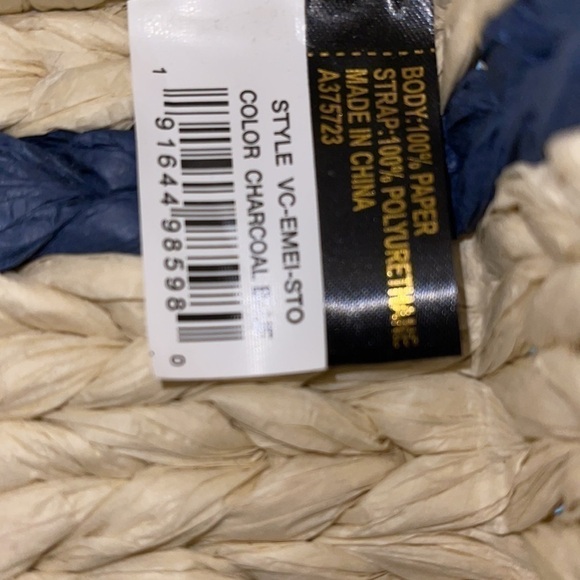 STYLE VC-EMEI-STO
COLOR CHARCOAL
1 91644 98598 0
BODY:100% PAPER
STRAP:100% POLYURETHANE
MADE IN CHINA
A375723